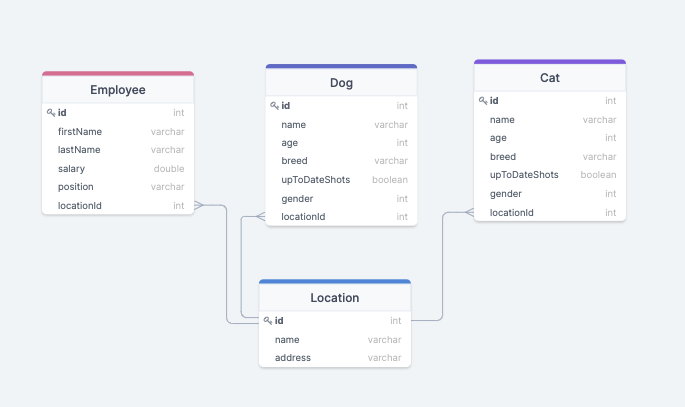 Employee
id int
firstName varchar
lastName varchar
salary double
position varchar
locationId int
Dog
id int
name varchar
age int
breed varchar
upToDateShots boolean
gender int
locationId int
Cat
id int
name varchar
age int
breed varchar
upToDateShots boolean
gender int
locationId int
Location
id int
name varchar
address varchar